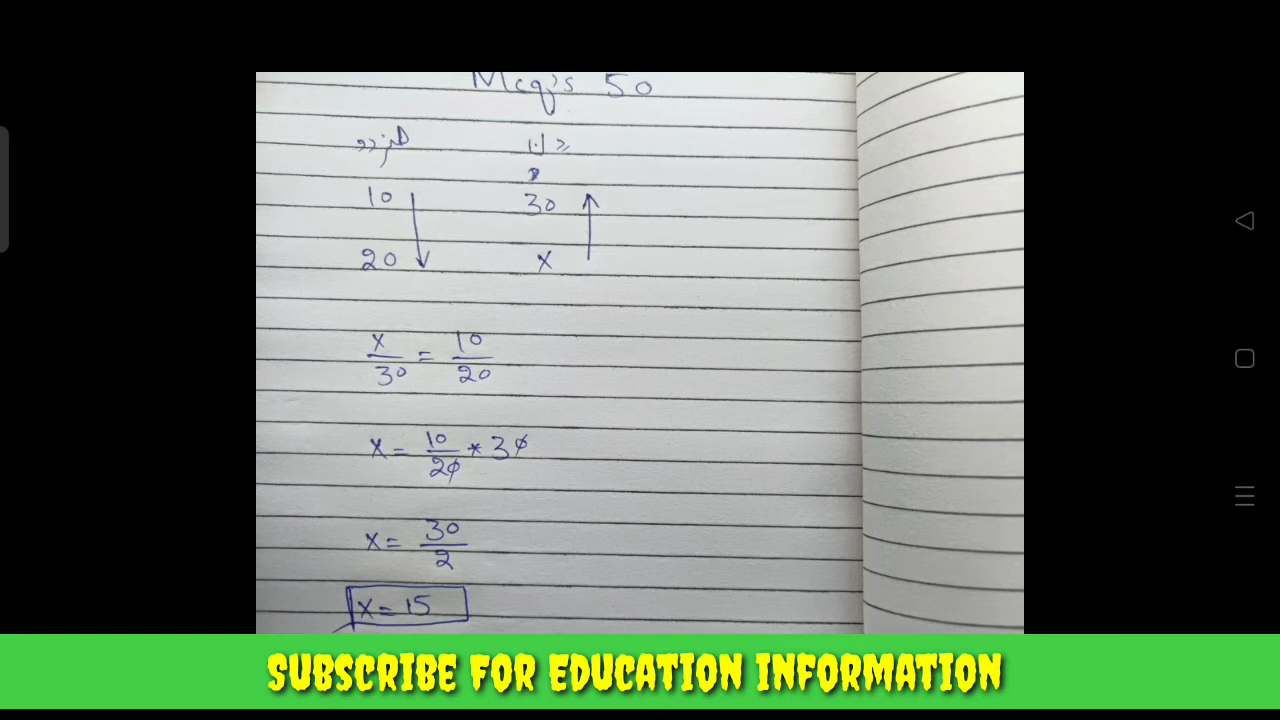 Mcq's 50
مزدور دن
10 30
20 x
x/30 = 10/20
x = 10/20 * 30
x = 30/2
x = 15
SUBSCRIBE FOR EDUCATION INFORMATION